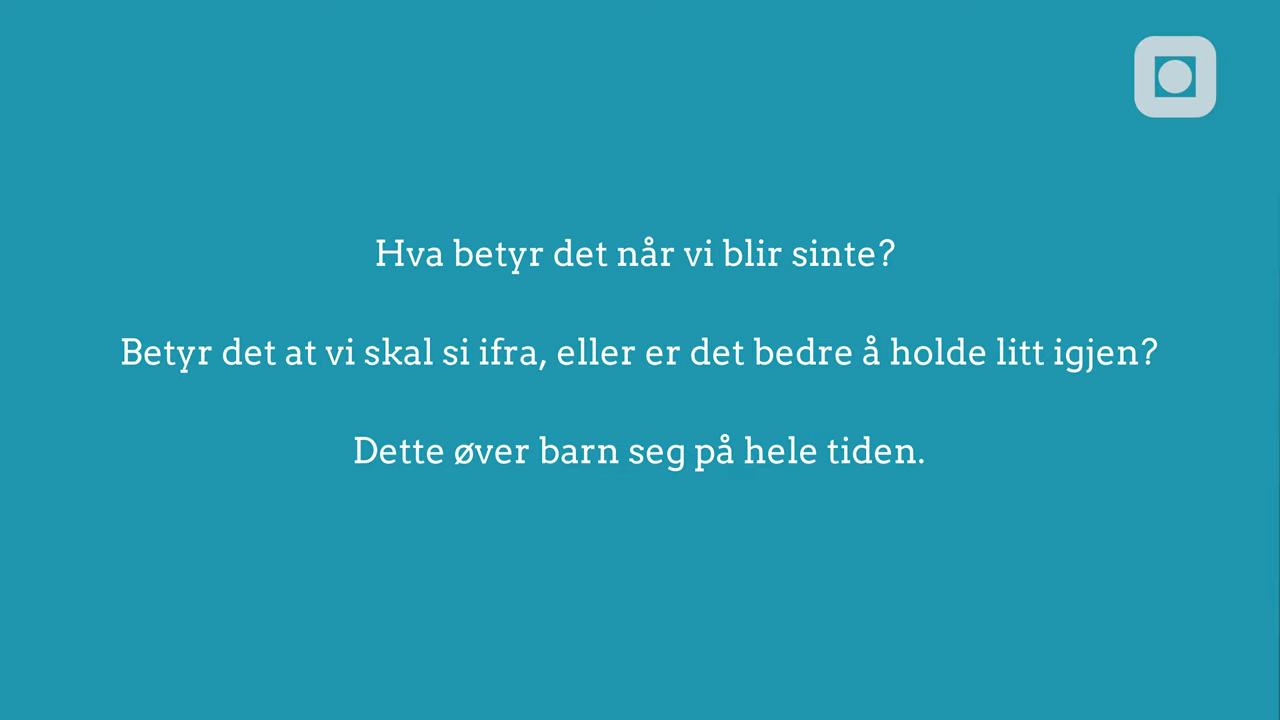 Hva betyr det når vi blir sinte?
Betyr det at vi skal si ifra, eller er det bedre å holde litt igjen?
Dette øver barn seg på hele tiden.